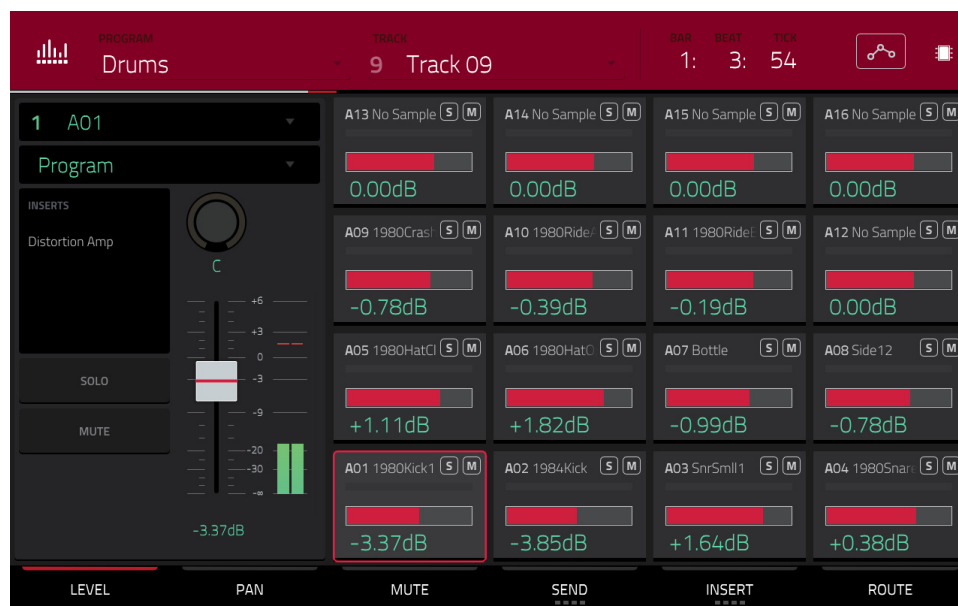 PROGRAM
Drums
TRACK
9 Track 09
BAR BEAT TICK
1: 3: 54
1 A01
Program
INSERTS
Distortion Amp
C
+6
+3
0
-3
-9
-20
-30
-∞
-3.37dB
SOLO
MUTE
A13 No Sample S M
0.00dB
A14 No Sample S M
0.00dB
A15 No Sample S M
0.00dB
A16 No Sample S M
0.00dB
A09 1980Crash S M
-0.78dB
A10 1980RideA S M
-0.39dB
A11 1980RideB S M
-0.19dB
A12 No Sample S M
0.00dB
A05 1980HatCl S M
+1.11dB
A06 1980HatO S M
+1.82dB
A07 Bottle S M
-0.99dB
A08 Side12 S M
-0.78dB
A01 1980Kick1 S M
-3.37dB
A02 1984Kick S M
-3.85dB
A03 SnrSmll1 S M
+1.64dB
A04 1980Snare S M
+0.38dB
LEVEL PAN MUTE SEND INSERT ROUTE